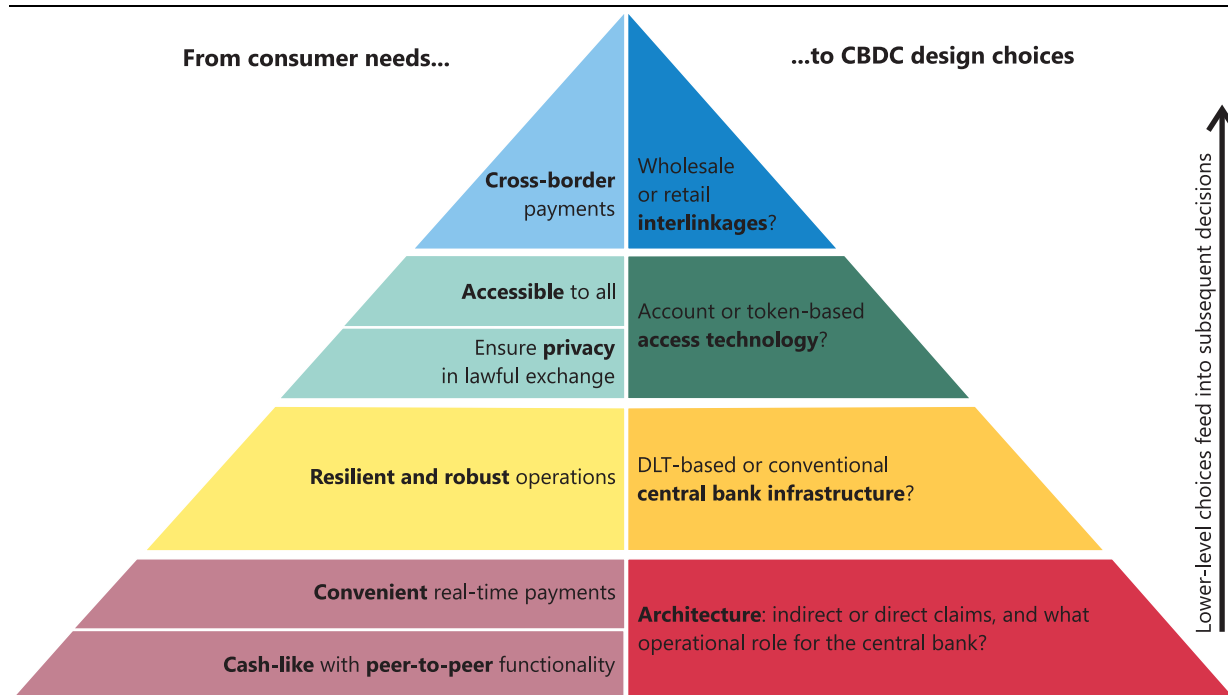 From consumer needs...
...to CBDC design choices
Cross-border
payments
Wholesale
or retail
interlinkages?
Accessible to all
Ensure privacy
in lawful exchange
Account or token-based
access technology?
Resilient and robust operations
DLT-based or conventional
central bank infrastructure?
Convenient real-time payments
Cash-like with peer-to-peer functionality
Architecture: indirect or direct claims, and what
operational role for the central bank?
Lower-level choices feed into subsequent decisions